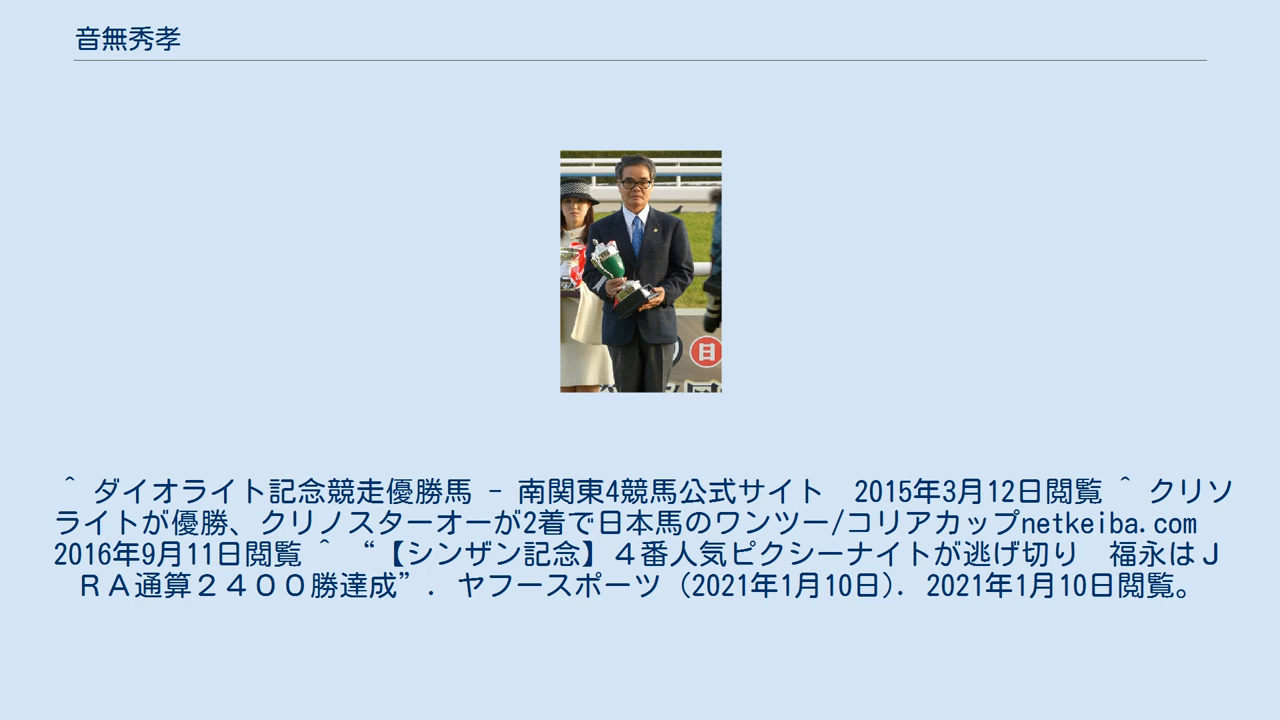 音無秀孝
日
^ ダイオライト記念競走優勝馬 - 南関東4競馬公式サイト　2015年3月12日閲覧 ^ クリソ
ライトが優勝、クリノスターオーが2着で日本馬のワンツー/コリアカップnetkeiba.com
2016年9月11日閲覧 ^ “【シンザン記念】４番人気ピクシーナイトが逃げ切り　福永はＪ
ＲＡ通算２４００勝達成”. ヤフースポーツ (2021年1月10日). 2021年1月10日閲覧。